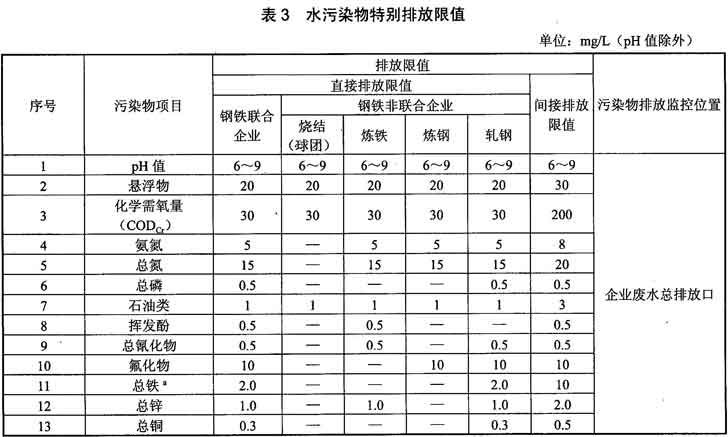 表 3 水污染物特别排放限值
单位：mg/L（pH 值除外）
序号 污染物项目 排放限值 污染物排放监控位置
直接排放限值 间接排放限值
钢铁联合企业 钢铁非联合企业
烧结（球团） 炼铁 炼钢 轧钢
1 pH 值 6～9 6～9 6～9 6～9 6～9 6～9 企业废水总排放口
2 悬浮物 20 20 20 20 20 30
3 化学需氧量（CODCr） 30 30 30 30 30 200
4 氨氮 5 — 5 5 5 8
5 总氮 15 — 15 15 15 20
6 总磷 0.5 — — — 0.5 0.5
7 石油类 1 1 1 1 1 3
8 挥发酚 0.5 — 0.5 — — 0.5
9 总氰化物 0.5 — 0.5 — 0.5 0.5
10 氟化物 10 — — 10 10 10
11 总铁 a 2.0 — — — 2.0 10
12 总锌 1.0 — 1.0 — 1.0 2.0
13 总铜 0.3 — — — 0.3 0.5